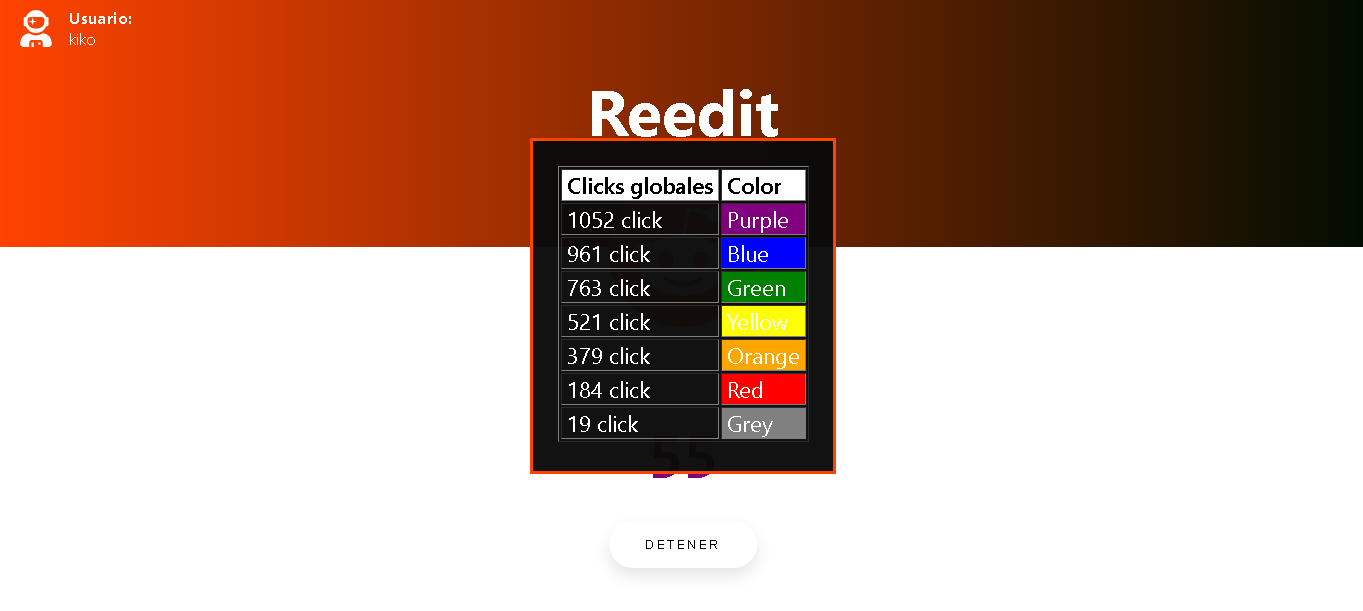 Usuario:
kiko
Reedit
Clicks globales Color
1052 click Purple
961 click Blue
763 click Green
521 click Yellow
379 click Orange
184 click Red
19 click Grey
55
DETENER